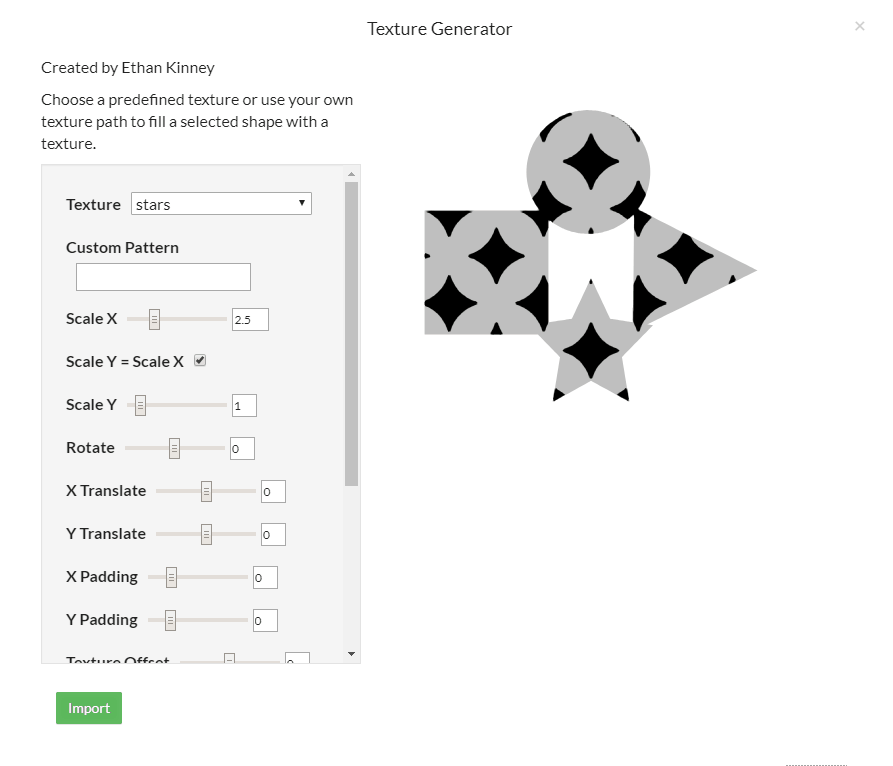 Texture Generator
×
Created by Ethan Kinney
Choose a predefined texture or use your own
texture path to fill a selected shape with a
texture.
Texture stars
Custom Pattern
Scale X 2.5
Scale Y = Scale X
Scale Y 1
Rotate 0
X Translate 0
Y Translate 0
X Padding 0
Y Padding 0
Texture Offset 0
Import